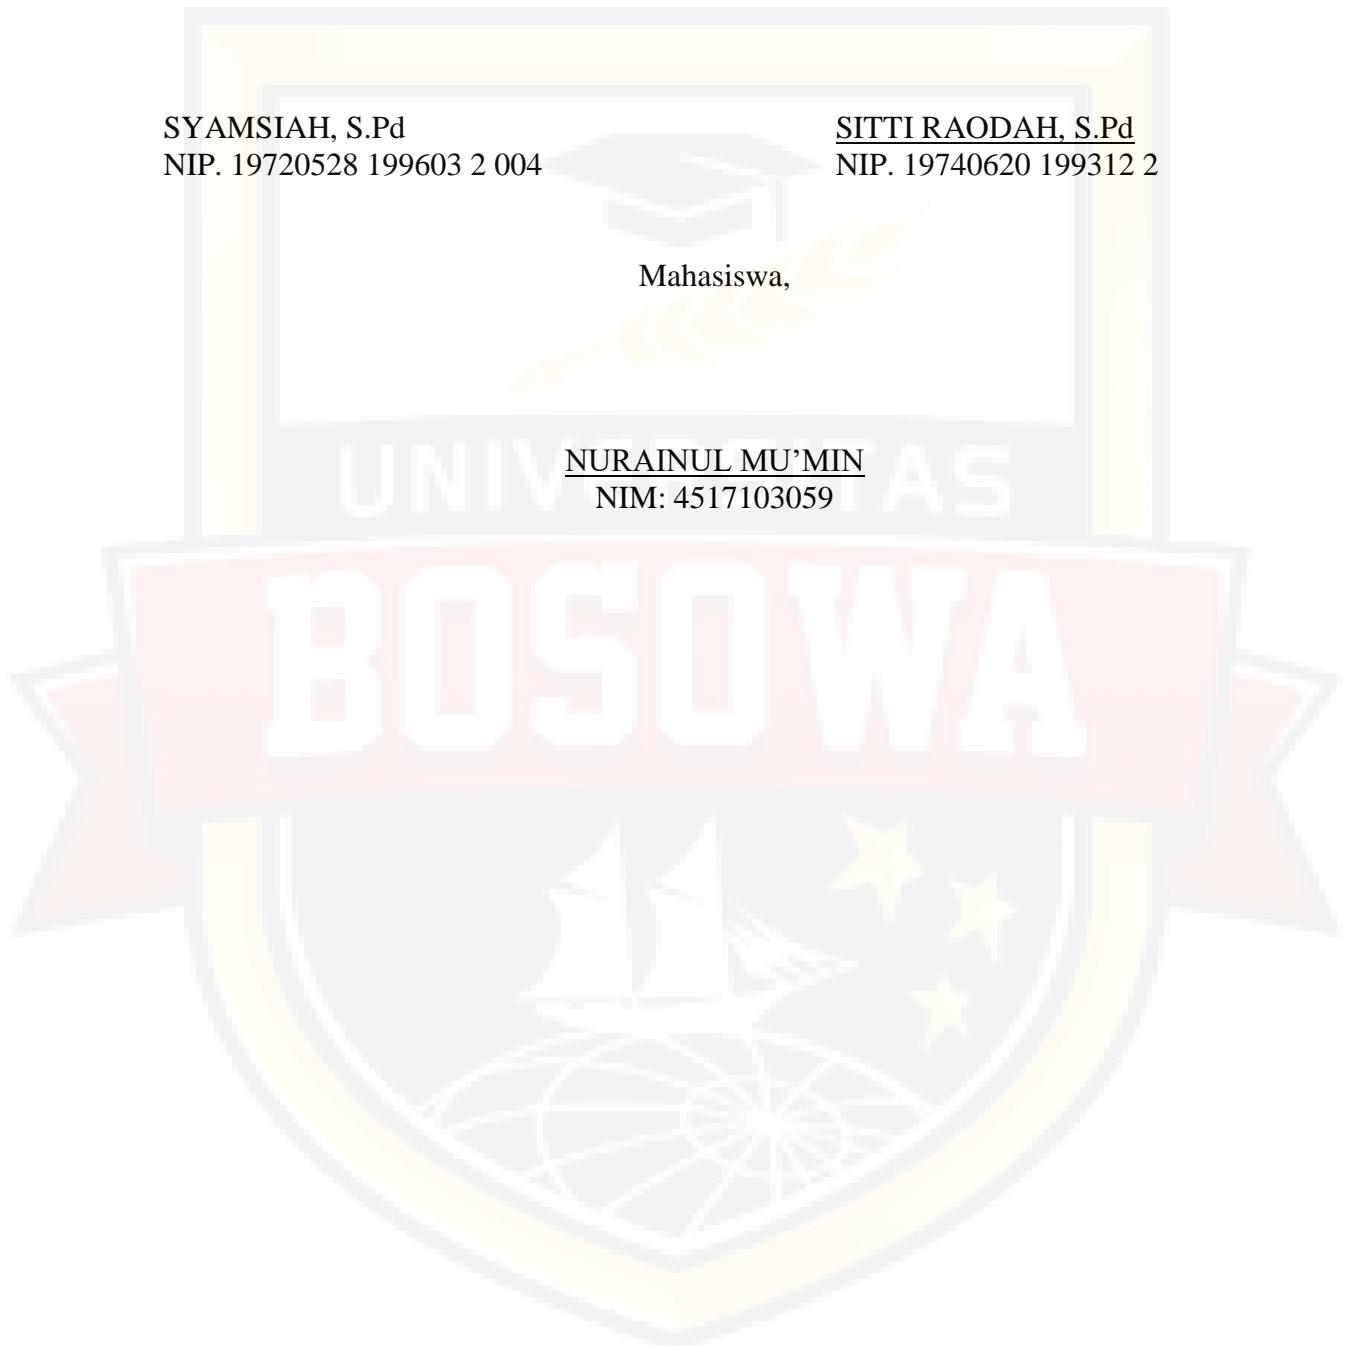 SYAMSIAH, S.Pd
NIP. 19720528 199603 2 004
SITTI RAODAH, S.Pd
NIP. 19740620 199312 2
Mahasiswa,
NURAINUL MU’MIN
NIM: 4517103059
UNIVERSITAS
BOSOWA